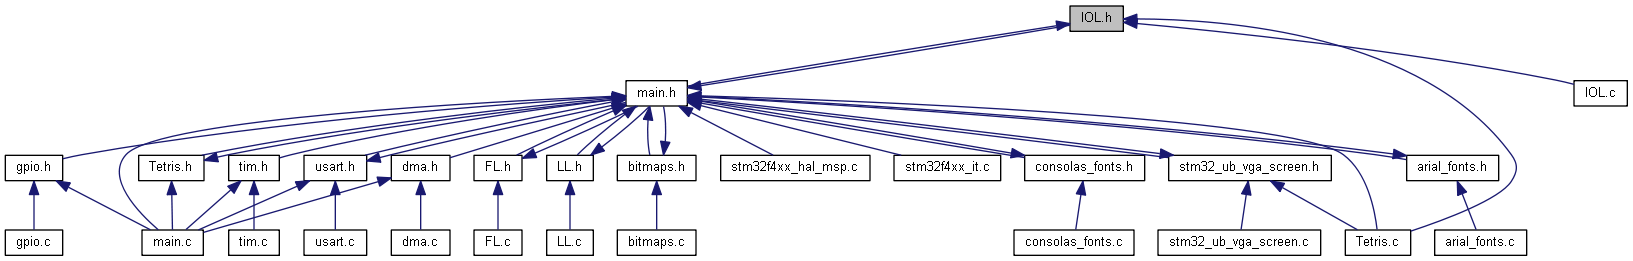 IOL.h
main.h
IOL.c
gpio.h
Tetris.h
tim.h
usart.h
dma.h
FL.h
LL.h
bitmaps.h
stm32f4xx_hal_msp.c
stm32f4xx_it.c
consolas_fonts.h
stm32_ub_vga_screen.h
arial_fonts.h
gpio.c
main.c
tim.c
usart.c
dma.c
FL.c
LL.c
bitmaps.c
consolas_fonts.c
stm32_ub_vga_screen.c
Tetris.c
arial_fonts.c